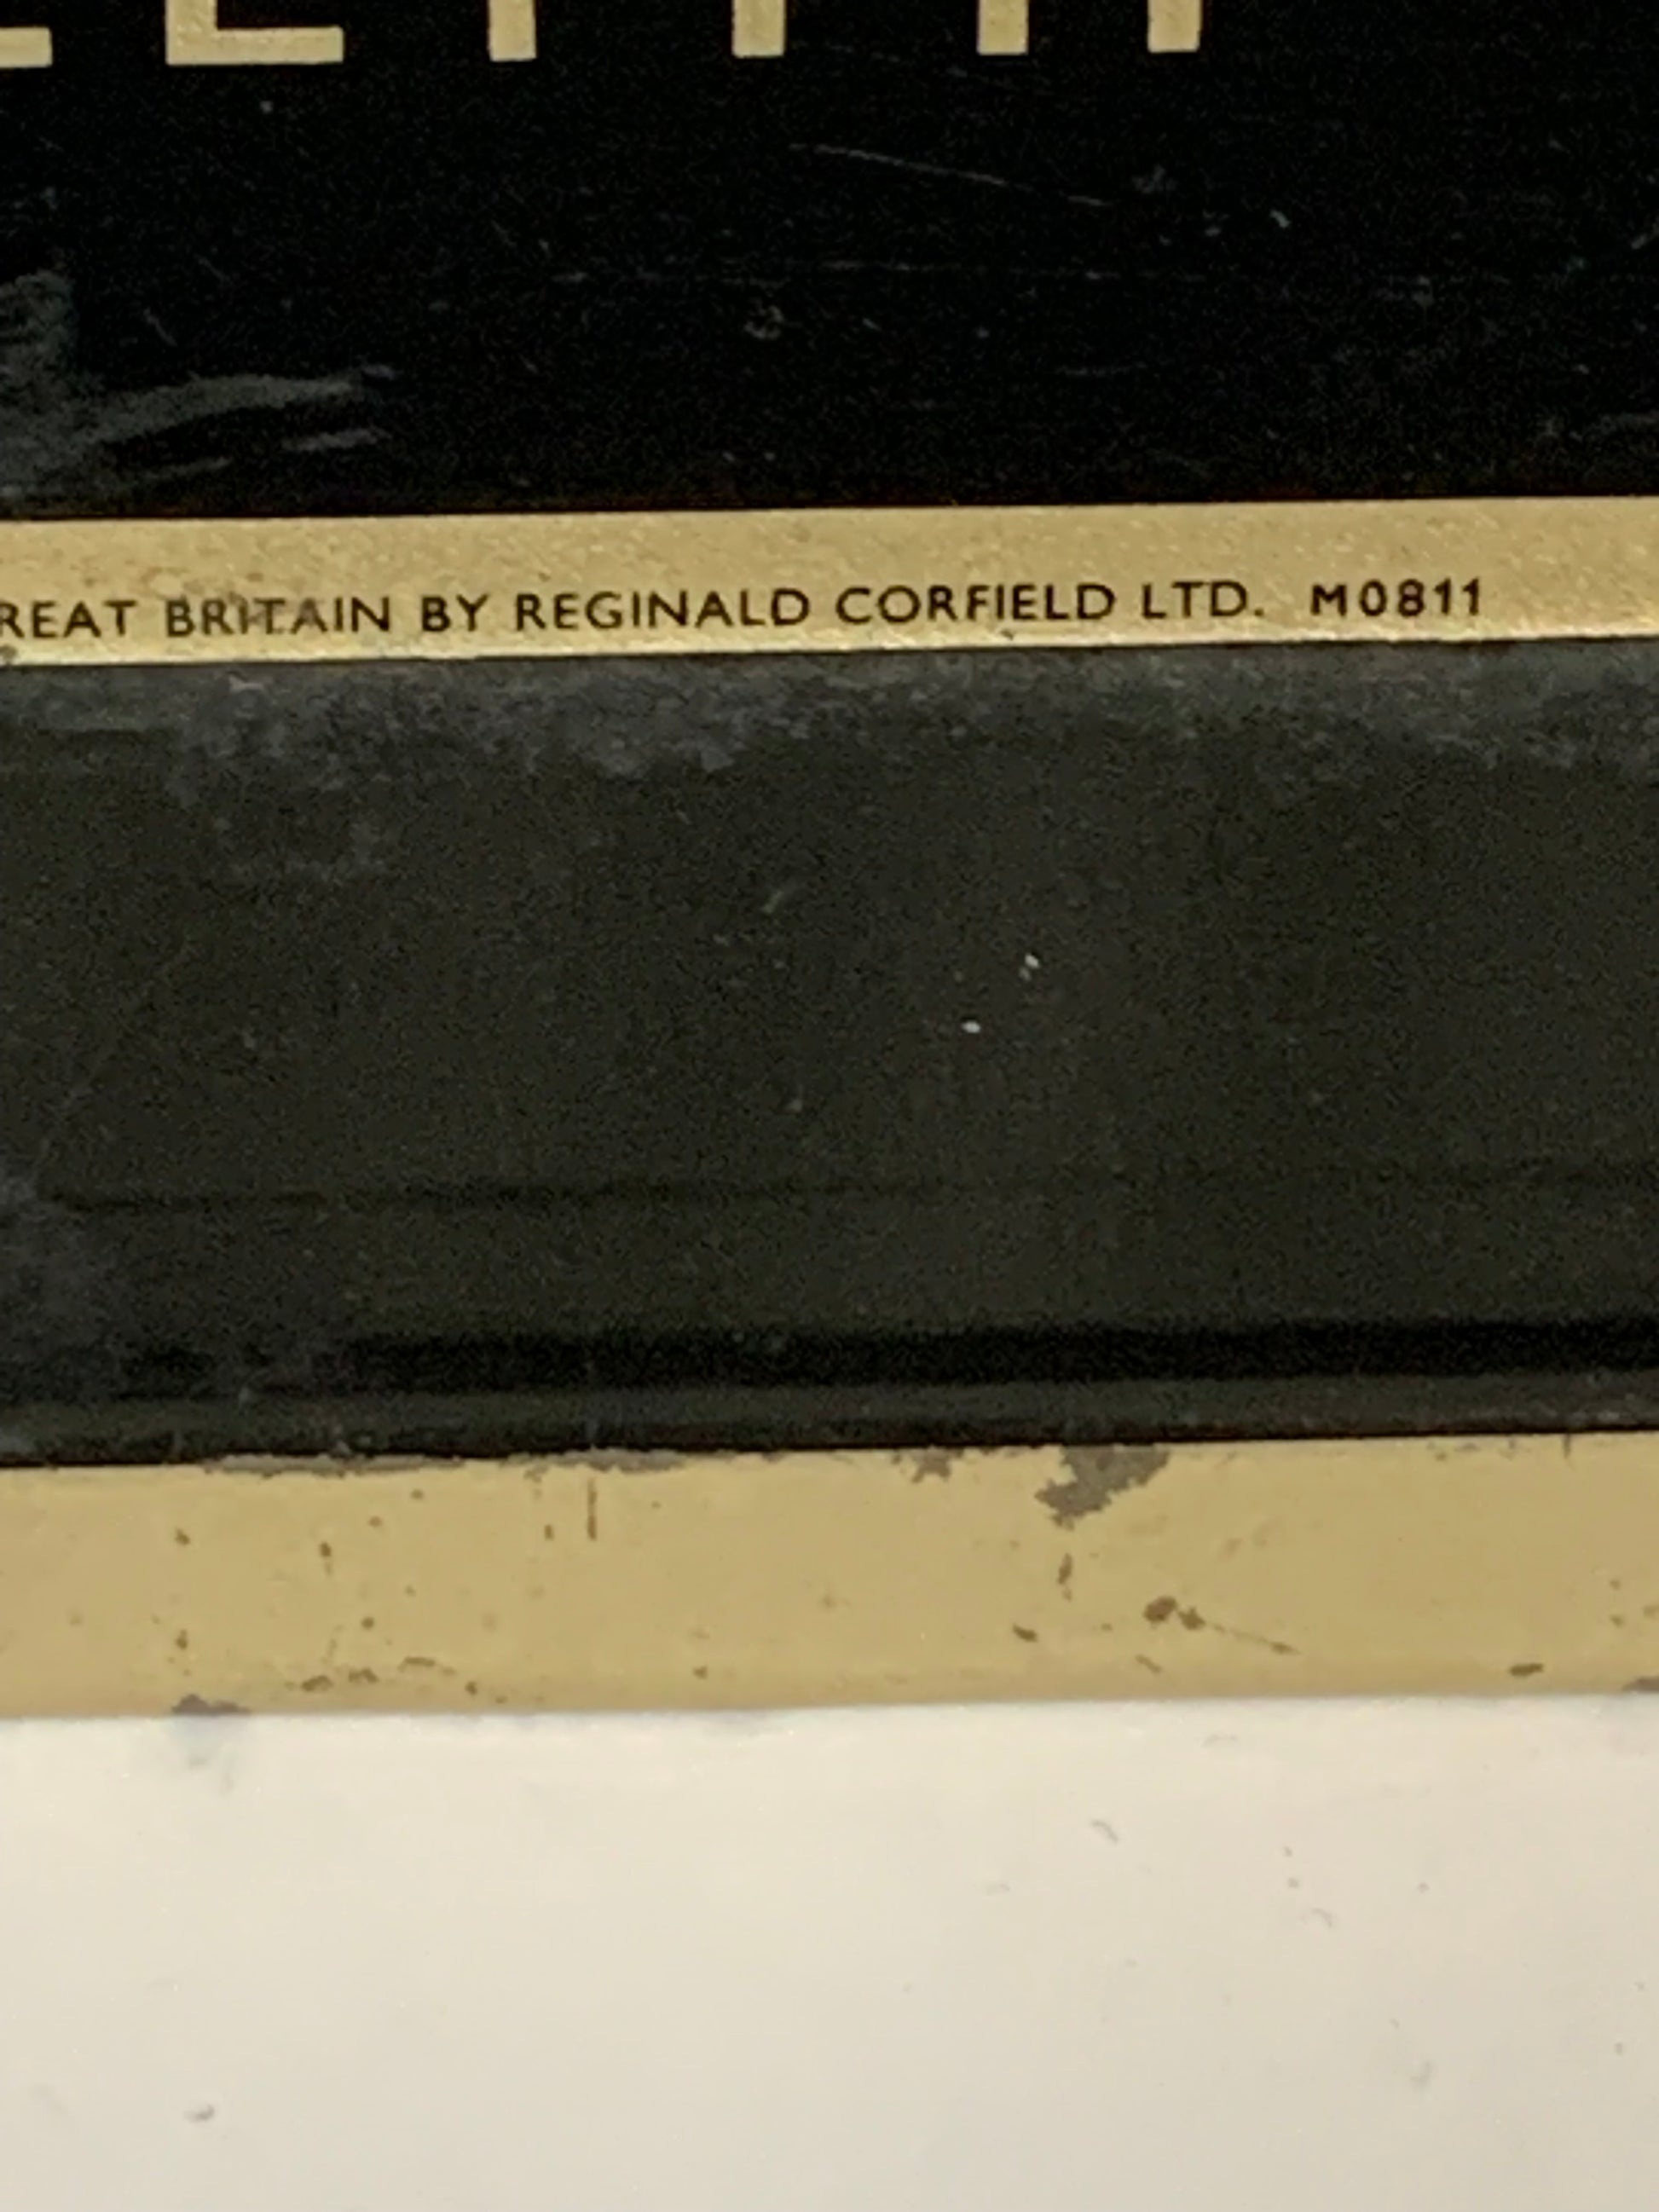 REAT BRITAIN BY REGINALD CORFIELD LTD. M0811